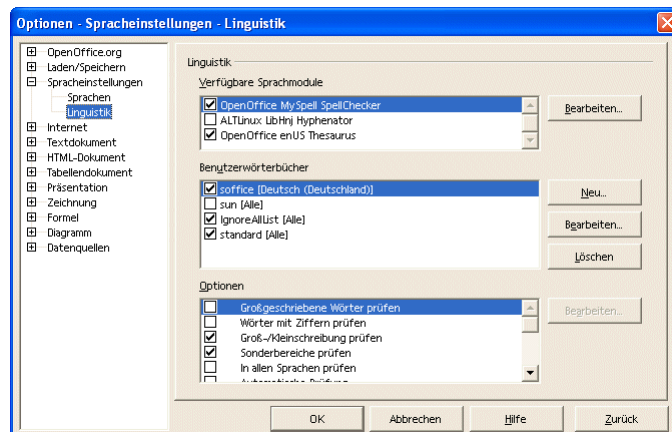 Optionen - Spracheinstellungen - Linguistik
OpenOffice.org
Laden/Speichern
Spracheinstellungen
Sprachen
Linguistik
Internet
Textdokument
HTML-Dokument
Tabellendokument
Präsentation
Zeichnung
Formel
Diagramm
Datenquellen
Linguistik
Verfügbare Sprachmodule
OpenOffice MySpell SpellChecker
ALTLinux LibHnj Hyphenator
OpenOffice enUS Thesaurus
Bearbeiten...
Benutzerwörterbücher
soffice [Deutsch (Deutschland)]
sun [Alle]
IgnoreAllList [Alle]
standard [Alle]
Neu...
Bearbeiten...
Löschen
Optionen
Großgeschriebene Wörter prüfen
Wörter mit Ziffern prüfen
Groß-/Kleinschreibung prüfen
Sonderbereiche prüfen
In allen Sprachen prüfen
Automatische Prüfung
Bearbeiten...
OK
Abbrechen
Hilfe
Zurück